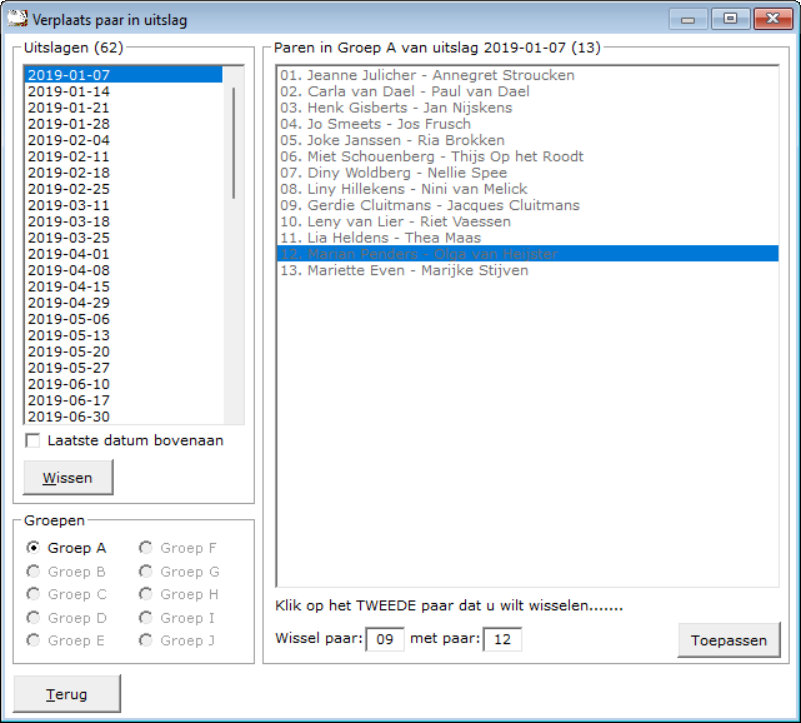 Verplaats paar in uitslag
Uitslagen (62)
2019-01-07
2019-01-14
2019-01-21
2019-01-28
2019-02-04
2019-02-11
2019-02-18
2019-02-25
2019-03-11
2019-03-18
2019-03-25
2019-04-01
2019-04-08
2019-04-15
2019-04-29
2019-05-06
2019-05-13
2019-05-20
2019-05-27
2019-06-10
2019-06-17
2019-06-30
Laatste datum bovenaan
Wissen
Groepen
Groep A
Groep F
Groep B
Groep G
Groep C
Groep H
Groep D
Groep I
Groep E
Groep J
Terug
Paren in Groep A van uitslag 2019-01-07 (13)
01. Jeanne Julicher - Annegret Stroucken
02. Carla van Dael - Paul van Dael
03. Henk Gisberts - Jan Nijskens
04. Jo Smeets - Jos Frusch
05. Joke Janssen - Ria Brokken
06. Miet Schouenberg - Thijs Op het Roodt
07. Diny Woldberg - Nellie Spee
08. Liny Hillekens - Nini van Melick
09. Gerdie Cluitmans - Jacques Cluitmans
10. Leny van Lier - Riet Vaessen
11. Lia Heldens - Thea Maas
12. Marian Penders - Olga van Heijster
13. Mariette Even - Marijke Stijven
Klik op het TWEEDE paar dat u wilt wisselen.......
Wissel paar: 09 met paar: 12
Toepassen